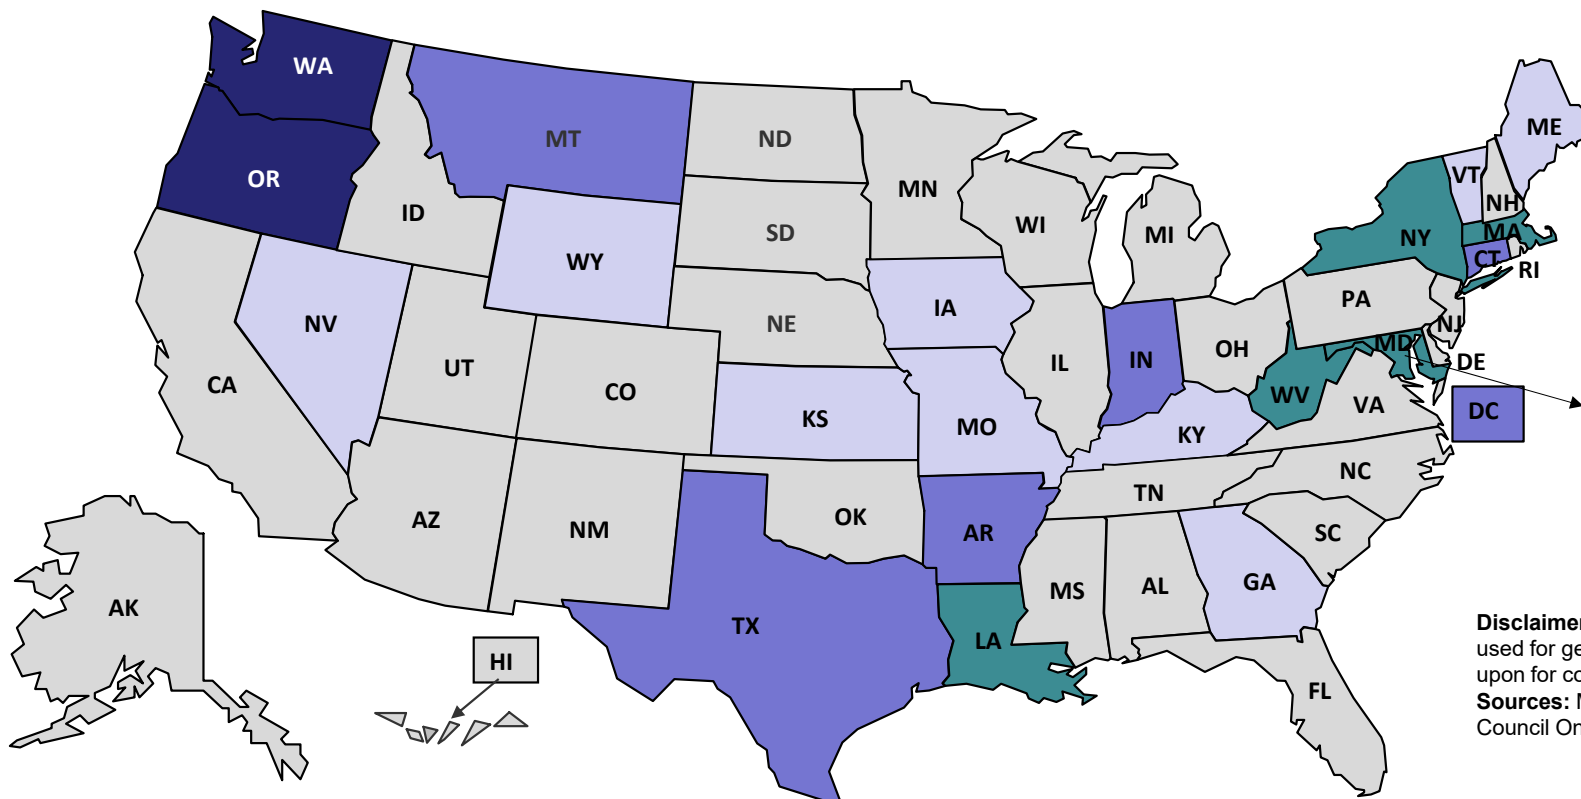 WA
ME
MT
ND
VT
OR
MN
NH
ID
WI
MI
NY
MA
SD
CT
WY
RI
PA
IA
NV
NE
NJ
MD
OH
IL
IN
DE
UT
CA
CO
WV
VA
DC
KS
MO
KY
NC
TN
AZ
OK
NM
AR
SC
GA
MS
AL
AK
TX
LA
HI
FL
Disclaimer
used for ge
upon for co
Sources: N
Council On